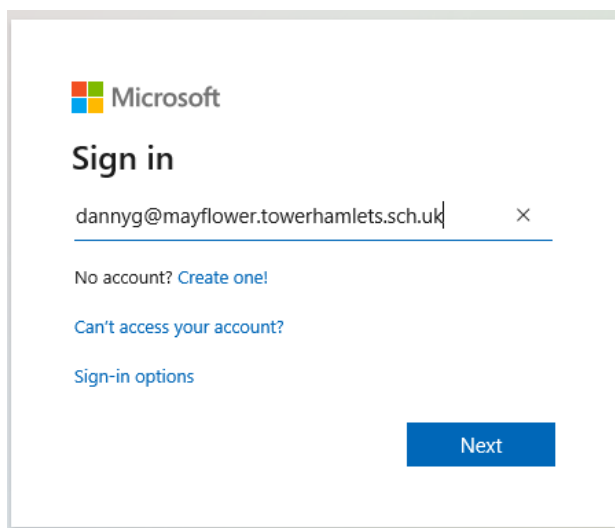 Microsoft
Sign in
dannyg@mayflower.towerhamlets.sch.uk
No account? Create one!
Can't access your account?
Sign-in options
Next